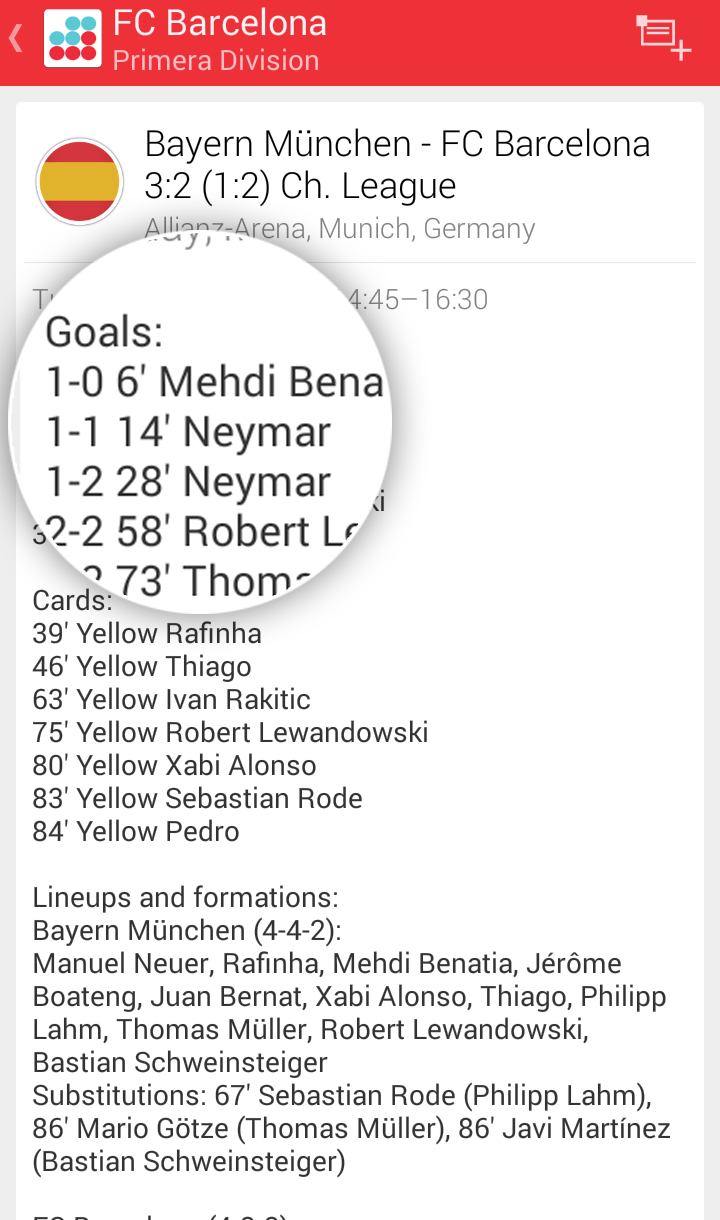 FC Barcelona
Primera Division
Bayern München - FC Barcelona
3:2 (1:2) Ch. League
Allianz-Arena, Munich, Germany
4:45–16:30
Goals:
1-0 6' Mehdi Bena
1-1 14' Neymar
1-2 28' Neymar
ki
2-2 58' Robert Le
73' Thoma
Cards:
39' Yellow Rafinha
46' Yellow Thiago
63' Yellow Ivan Rakitic
75' Yellow Robert Lewandowski
80' Yellow Xabi Alonso
83' Yellow Sebastian Rode
84' Yellow Pedro
Lineups and formations:
Bayern München (4-4-2):
Manuel Neuer, Rafinha, Mehdi Benatia, Jérôme
Boateng, Juan Bernat, Xabi Alonso, Thiago, Philipp
Lahm, Thomas Müller, Robert Lewandowski,
Bastian Schweinsteiger
Substitutions: 67' Sebastian Rode (Philipp Lahm),
86' Mario Götze (Thomas Müller), 86' Javi Martínez
(Bastian Schweinsteiger)